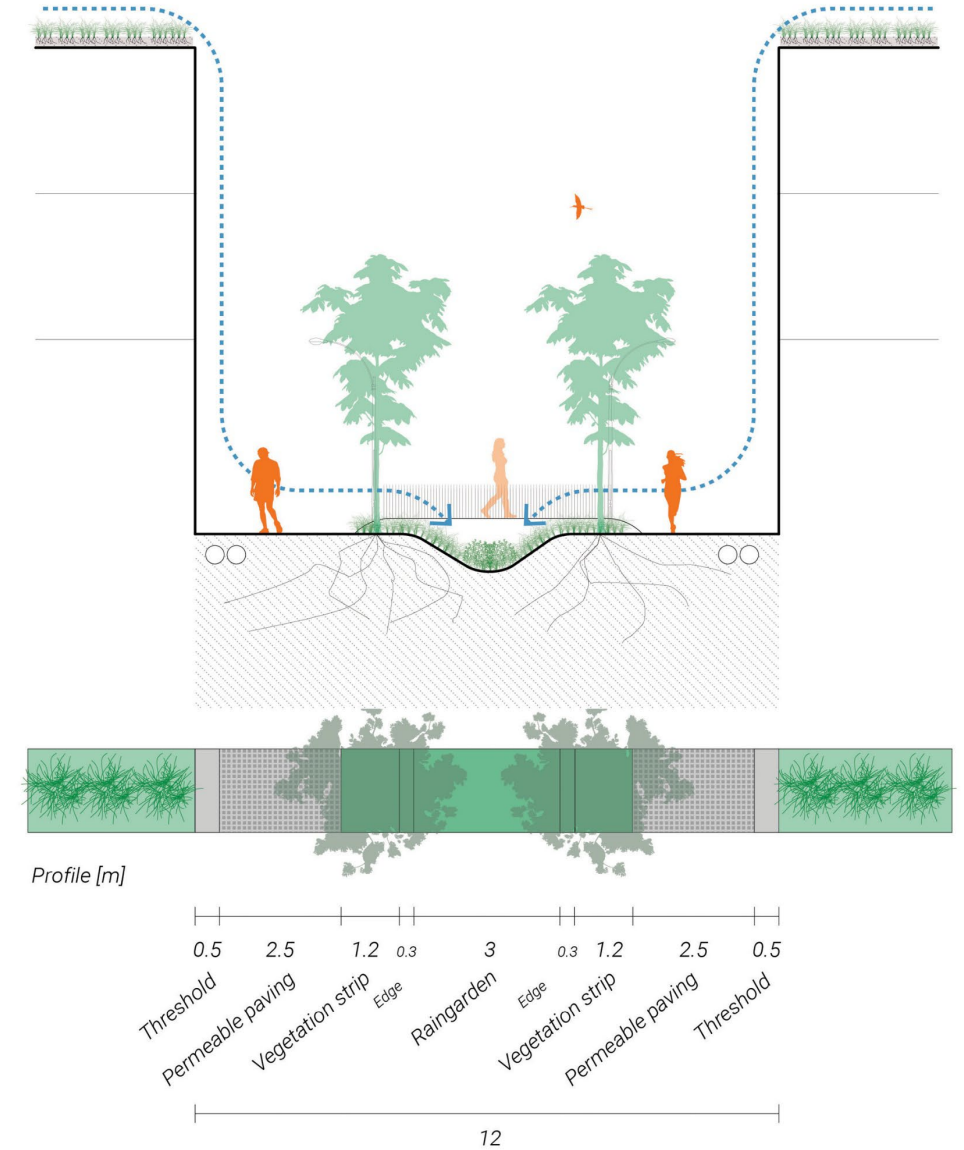 Profile [m]
0.5 2.5 1.2 0.3 3 0.3 1.2 2.5 0.5
Threshold Permeable paving Vegetation strip Edge Raingarden Edge Vegetation strip Permeable paving Threshold
12